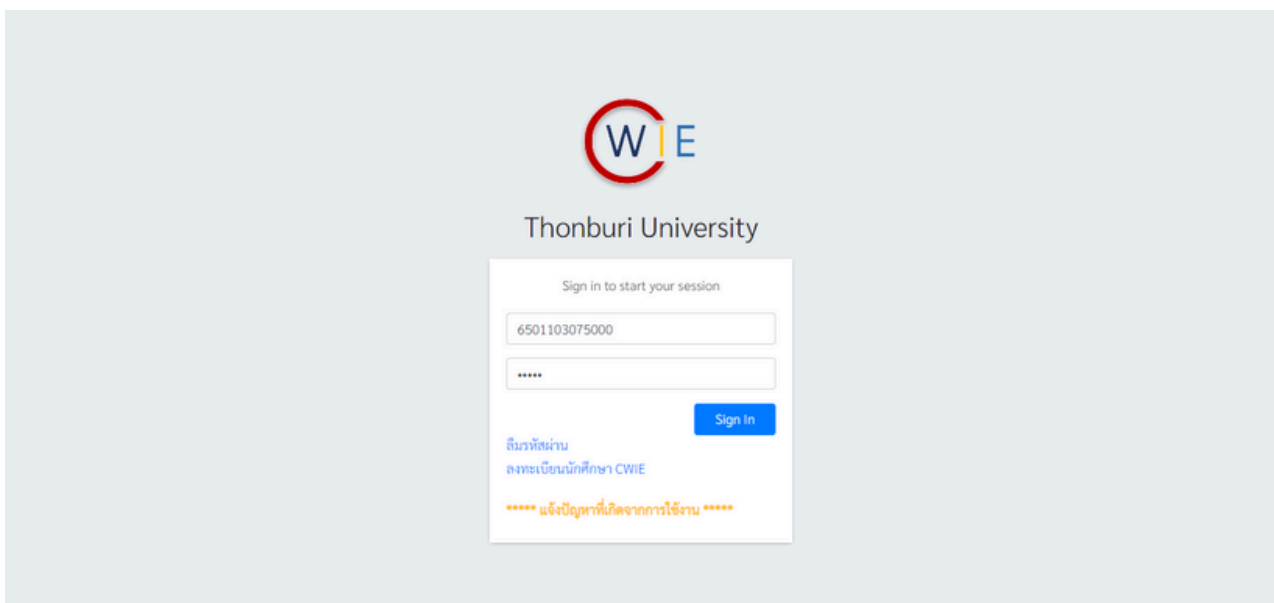 CWIE
Thonburi University
Sign in to start your session
6501103075000
•••••
Sign In
ลืมรหัสผ่าน
ลงทะเบียนนักศึกษา CWIE
***** แจ้งปัญหาที่เกิดจากการใช้งาน *****